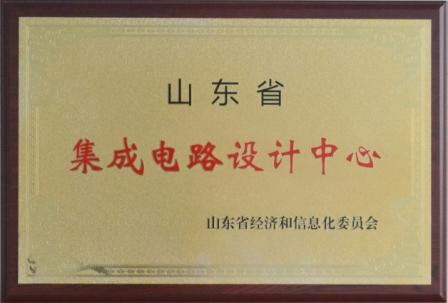 山东省
集成电路设计中心
山东省经济和信息化委员会